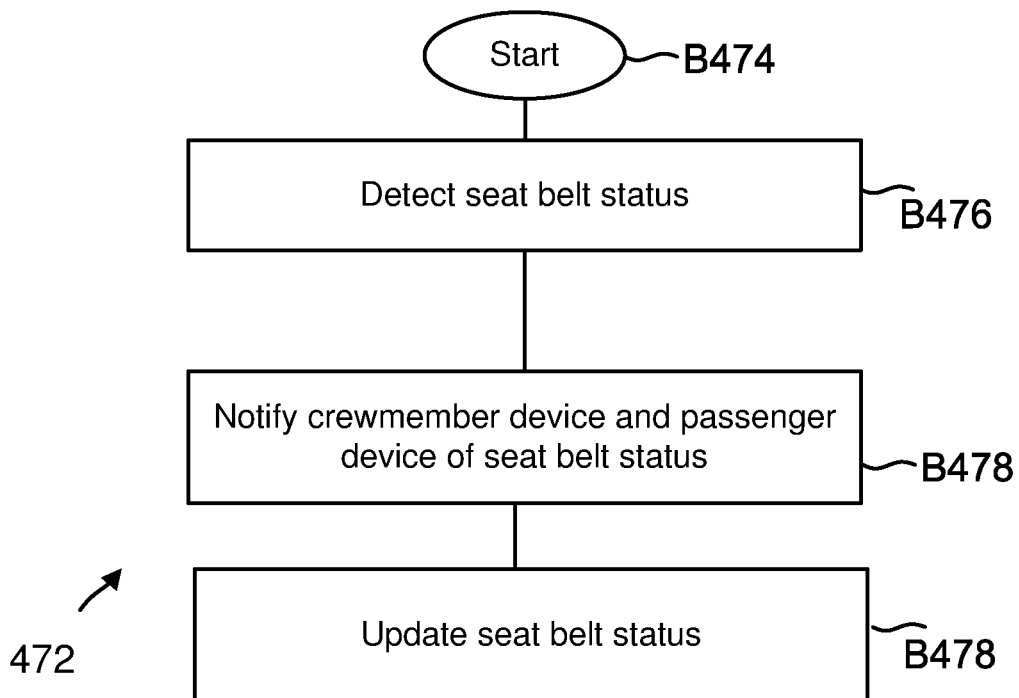 Start
B474
Detect seat belt status
B476
Notify crewmember device and passenger
device of seat belt status
B478
Update seat belt status
B478
472